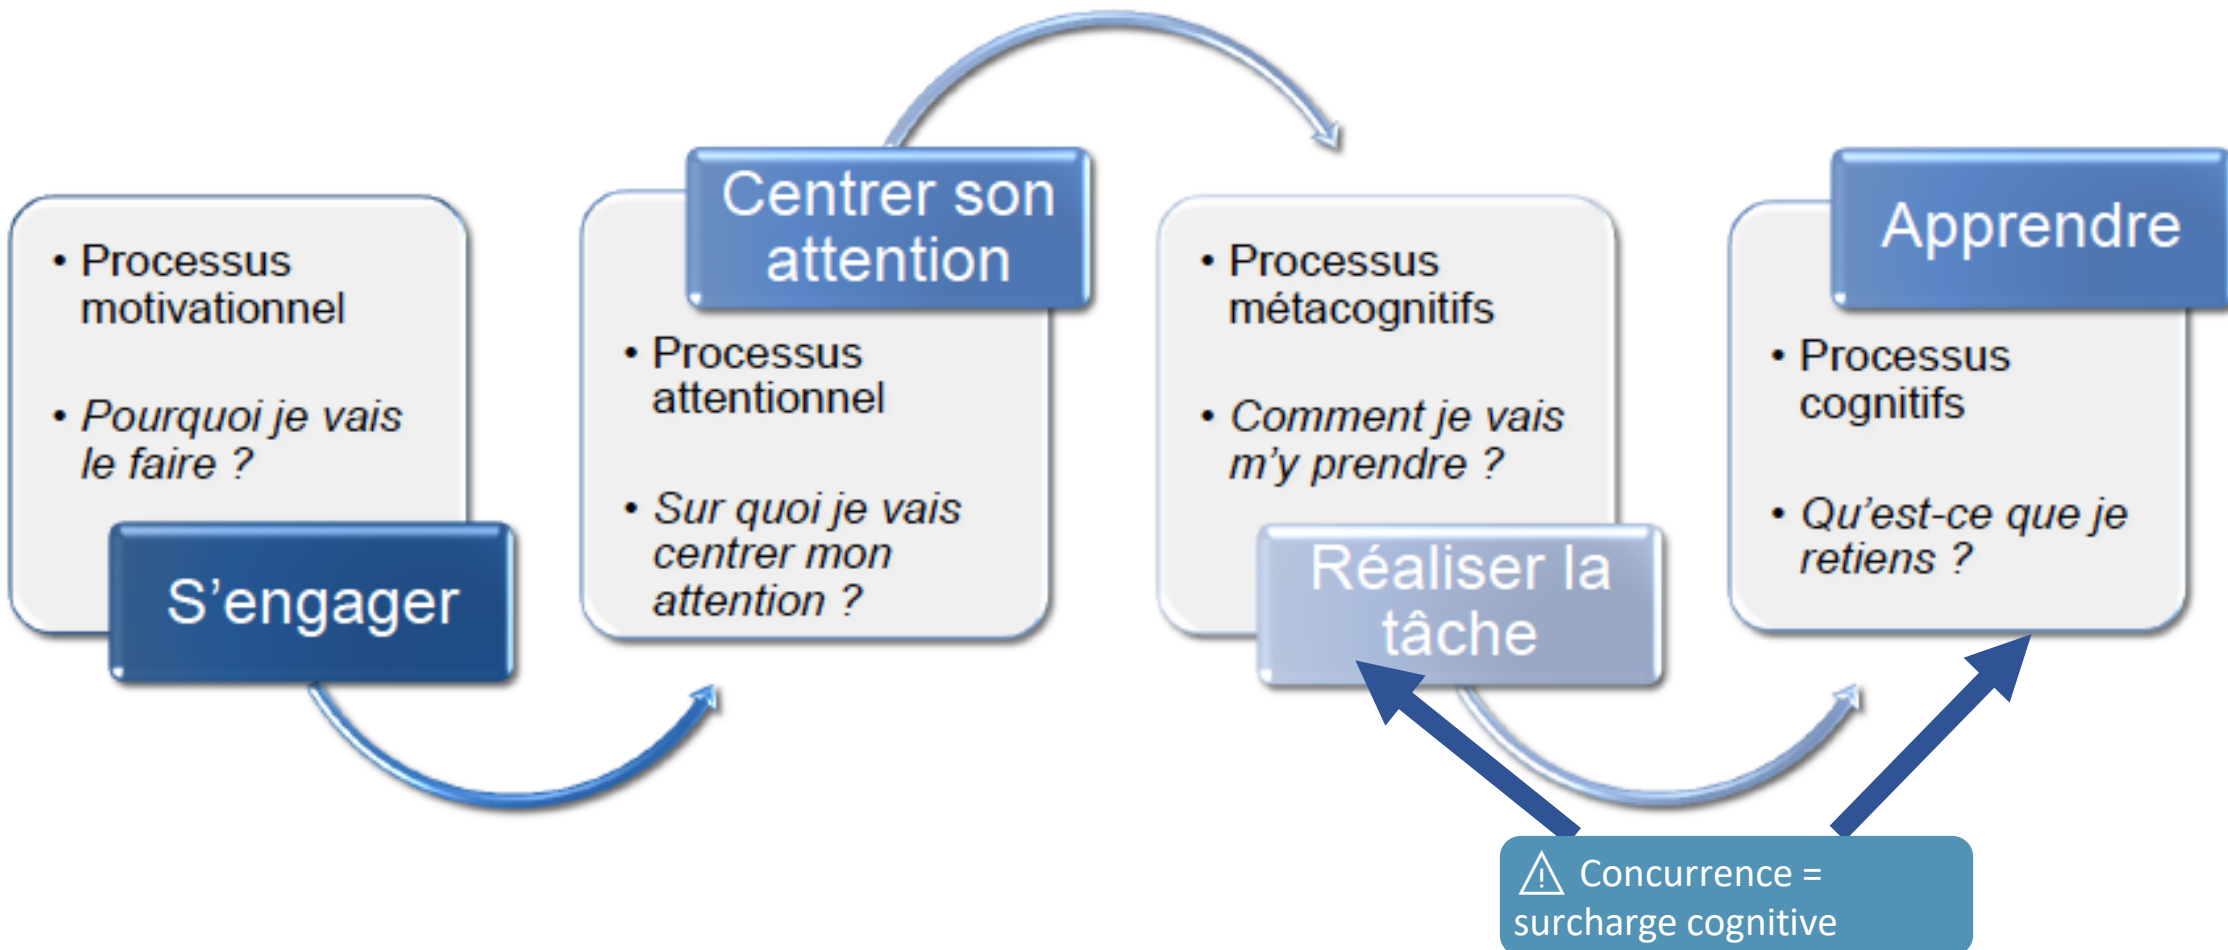 • Processus
motivationnel
• Pourquoi je vais
le faire ?
S’engager
Centrer son
attention
• Processus
attentionnel
• Sur quoi je vais
centrer mon
attention ?
• Processus
métacognitifs
• Comment je vais
m’y prendre ?
Réaliser la
tâche
Apprendre
• Processus
cognitifs
• Qu’est-ce que je
retiens ?
⚠ Concurrence =
surcharge cognitive